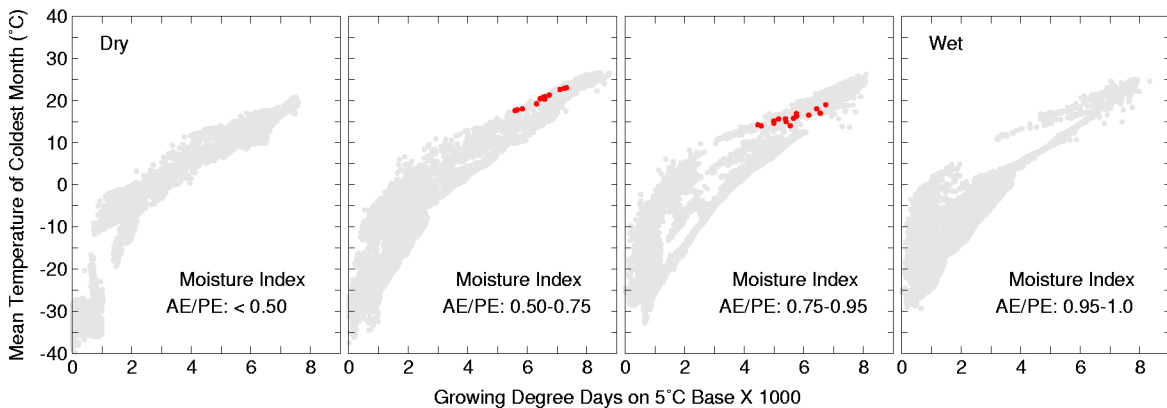 Mean Temperature of Coldest Month (˚C)
40
30
20
10
0
-10
-20
-30
-40
Dry
Wet
Moisture Index
AE/PE: < 0.50
Moisture Index
AE/PE: 0.50-0.75
Moisture Index
AE/PE: 0.75-0.95
Moisture Index
AE/PE: 0.95-1.0
0 2 4 6 8 0 2 4 6 8 0 2 4 6 8 0 2 4 6 8
Growing Degree Days on 5˚C Base X 1000